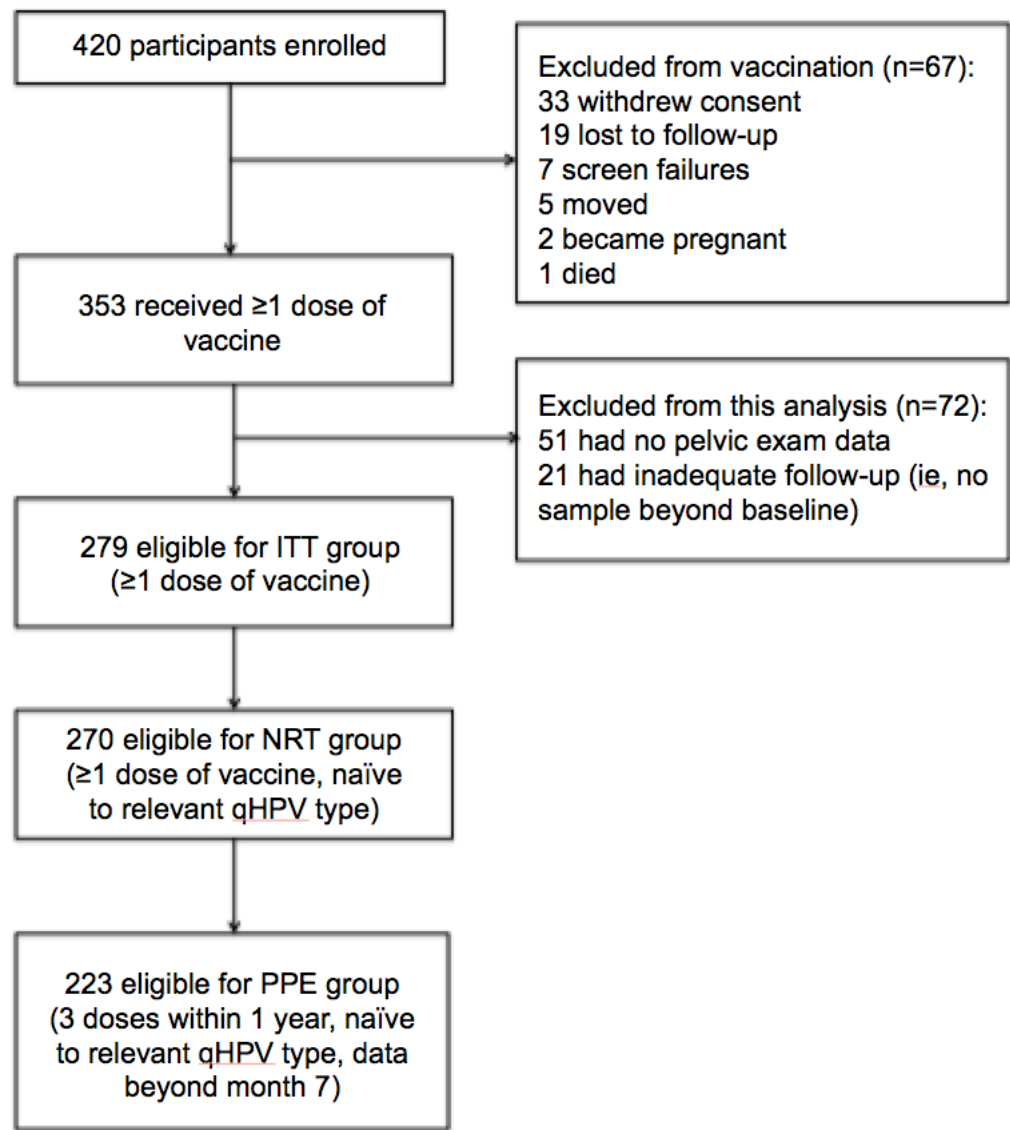 420 participants enrolled
Excluded from vaccination (n=67):
33 withdrew consent
19 lost to follow-up
7 screen failures
5 moved
2 became pregnant
1 died
353 received ≥1 dose of
vaccine
Excluded from this analysis (n=72):
51 had no pelvic exam data
21 had inadequate follow-up (ie, no
sample beyond baseline)
279 eligible for ITT group
(≥1 dose of vaccine)
270 eligible for NRT group
(≥1 dose of vaccine, naïve
to relevant qHPV type)
223 eligible for PPE group
(3 doses within 1 year, naïve
to relevant qHPV type, data
beyond month 7)